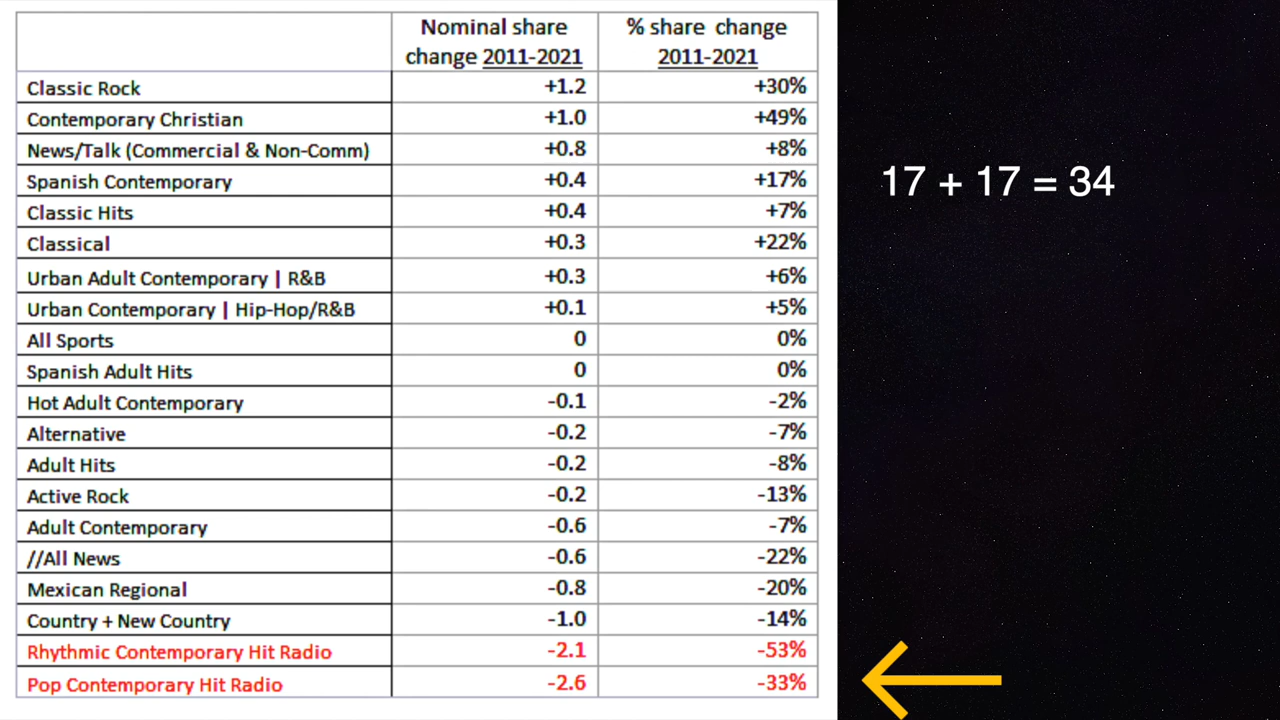 Nominal share % share change
change 2011-2021 2011-2021
Classic Rock +1.2 +30%
Contemporary Christian +1.0 +49%
News/Talk (Commercial & Non-Comm) +0.8 +8%
Spanish Contemporary +0.4 +17%
Classic Hits +0.4 +7%
Classical +0.3 +22%
Urban Adult Contemporary | R&B +0.3 +6%
Urban Contemporary | Hip-Hop/R&B +0.1 +5%
All Sports 0 0%
Spanish Adult Hits 0 0%
Hot Adult Contemporary -0.1 -2%
Alternative -0.2 -7%
Adult Hits -0.2 -8%
Active Rock -0.2 -13%
Adult Contemporary -0.6 -7%
//All News -0.6 -22%
Mexican Regional -0.8 -20%
Country + New Country -1.0 -14%
Rhythmic Contemporary Hit Radio -2.1 -53%
Pop Contemporary Hit Radio -2.6 -33%
17 + 17 = 34